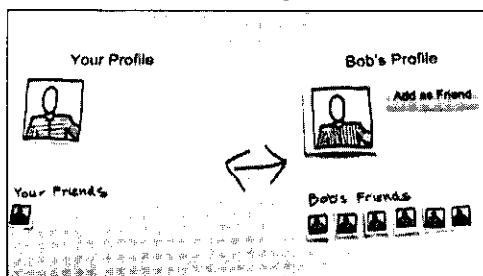 Your Profile
Bob's Profile
Add as Friend
Your Friends
Bob's Friends